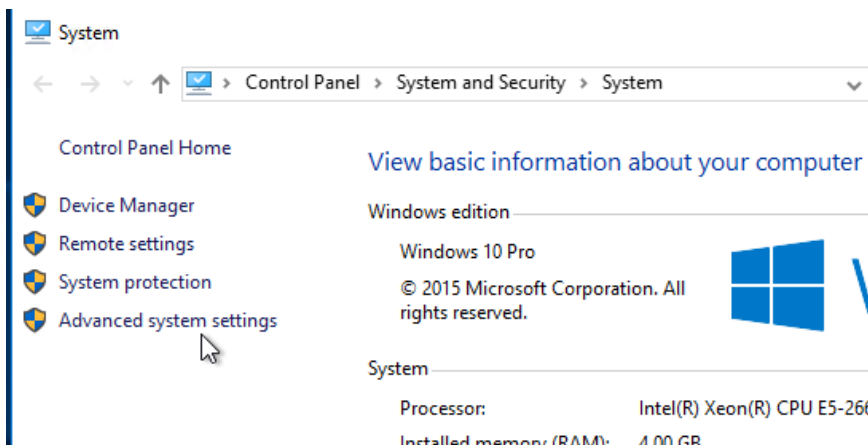 System
Control Panel > System and Security > System
Control Panel Home
Device Manager
Remote settings
System protection
Advanced system settings
View basic information about your computer
Windows edition
Windows 10 Pro
© 2015 Microsoft Corporation. All
rights reserved.
System
Processor: Intel(R) Xeon(R) CPU E5-266
Installed memory (RAM): 4.00 GB